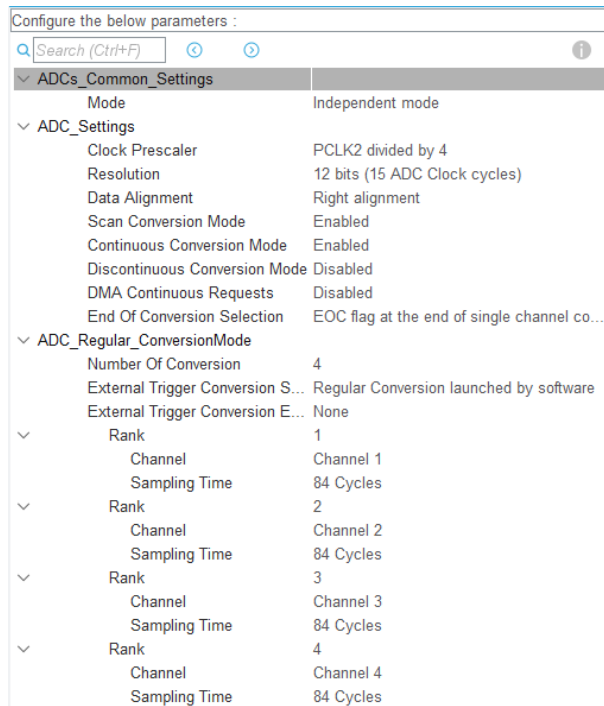 Configure the below parameters :
Search (Ctrl+F)
ADCs_Common_Settings
Mode Independent mode
ADC_Settings
Clock Prescaler PCLK2 divided by 4
Resolution 12 bits (15 ADC Clock cycles)
Data Alignment Right alignment
Scan Conversion Mode Enabled
Continuous Conversion Mode Enabled
Discontinuous Conversion Mode Disabled
DMA Continuous Requests Disabled
End Of Conversion Selection EOC flag at the end of single channel co...
ADC_Regular_ConversionMode
Number Of Conversion 4
External Trigger Conversion S... Regular Conversion launched by software
External Trigger Conversion E... None
Rank 1
Channel Channel 1
Sampling Time 84 Cycles
Rank 2
Channel Channel 2
Sampling Time 84 Cycles
Rank 3
Channel Channel 3
Sampling Time 84 Cycles
Rank 4
Channel Channel 4
Sampling Time 84 Cycles